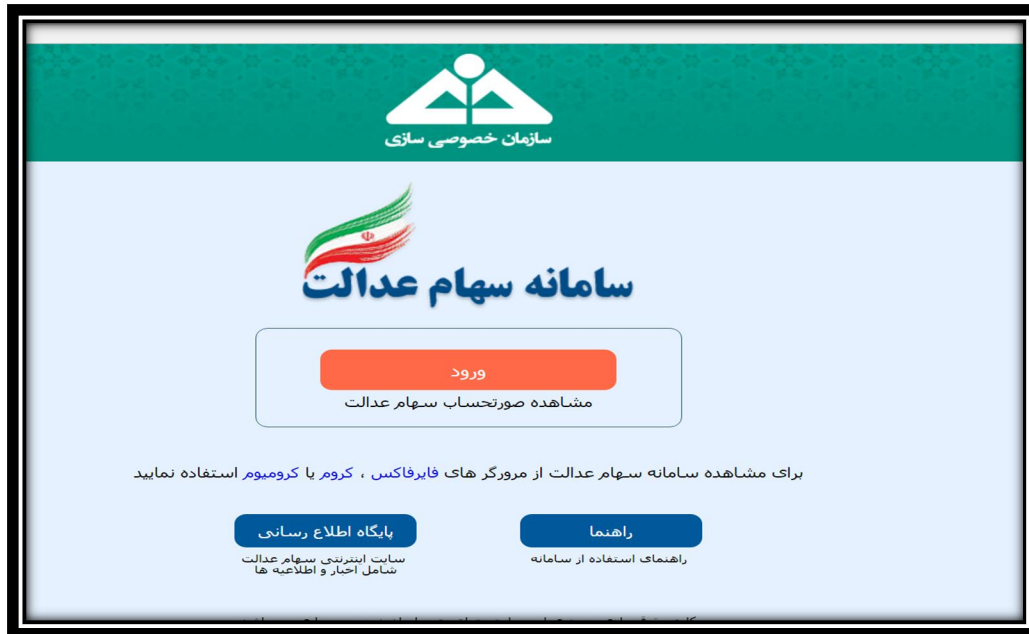 سازمان خصوصی سازی
سامانه سهام عدالت
ورود
مشاهده صورتحساب سهام عدالت
برای مشاهده سامانه سهام عدالت از مرورگر های فایرفاکس ، کروم یا کرومیوم استفاده نمایید
راهنما
راهنمای استفاده از سامانه
پایگاه اطلاع رسانی
سایت اینترنتی سهام عدالت
شامل اخبار و اطلاعیه ها